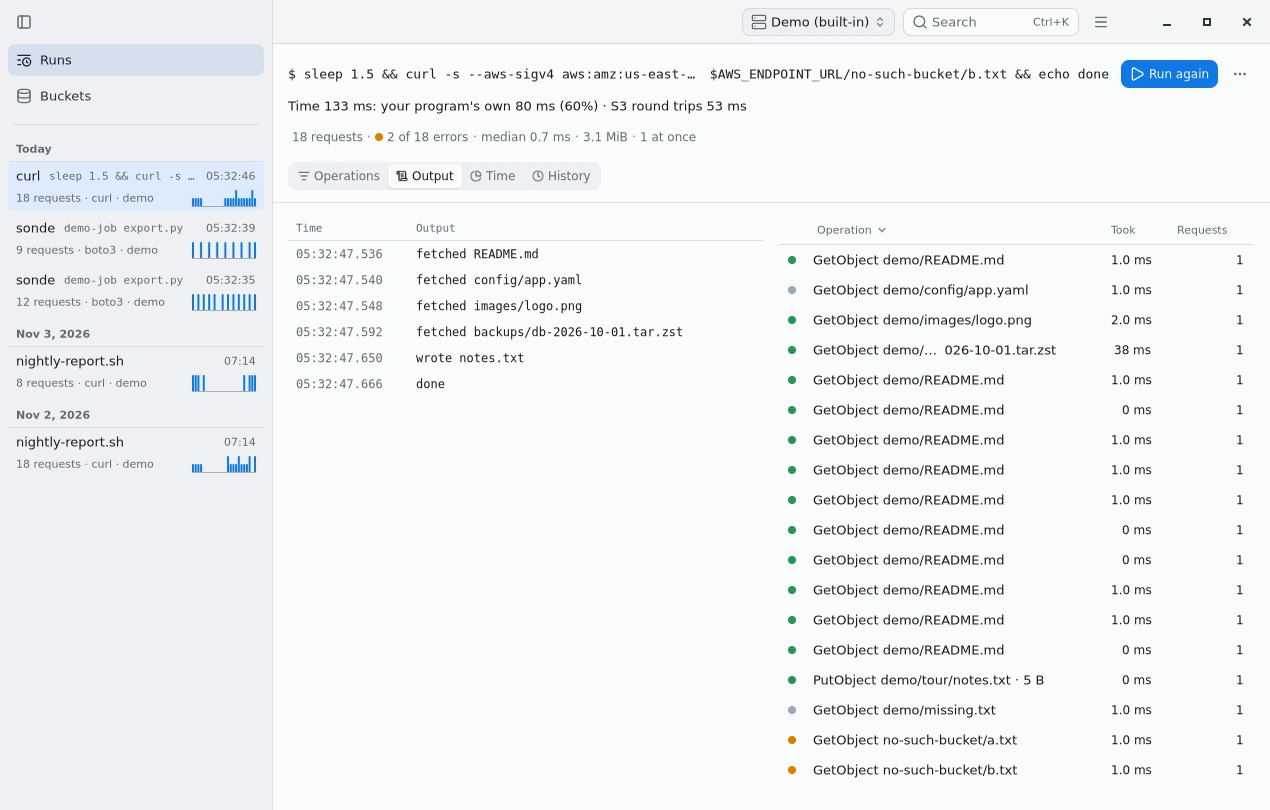 Demo (built-in)
Search Ctrl+K
Runs
Buckets
Today
curl sleep 1.5 && curl -s … 05:32:46
18 requests · curl · demo
sonde demo-job export.py 05:32:39
9 requests · boto3 · demo
sonde demo-job export.py 05:32:35
12 requests · boto3 · demo
Nov 3, 2026
nightly-report.sh 07:14
8 requests · curl · demo
Nov 2, 2026
nightly-report.sh 07:14
18 requests · curl · demo
$ sleep 1.5 && curl -s --aws-sigv4 aws:amz:us-east-… $AWS_ENDPOINT_URL/no-such-bucket/b.txt && echo done
Run again
Time 133 ms: your program's own 80 ms (60%) · S3 round trips 53 ms
18 requests · 2 of 18 errors · median 0.7 ms · 3.1 MiB · 1 at once
Operations Output Time History
Time Output
05:32:47.536 fetched README.md
05:32:47.540 fetched config/app.yaml
05:32:47.548 fetched images/logo.png
05:32:47.592 fetched backups/db-2026-10-01.tar.zst
05:32:47.650 wrote notes.txt
05:32:47.666 done
Operation Took Requests
GetObject demo/README.md 1.0 ms 1
GetObject demo/config/app.yaml 1.0 ms 1
GetObject demo/images/logo.png 2.0 ms 1
GetObject demo/… 026-10-01.tar.zst 38 ms 1
GetObject demo/README.md 1.0 ms 1
GetObject demo/README.md 0 ms 1
GetObject demo/README.md 1.0 ms 1
GetObject demo/README.md 1.0 ms 1
GetObject demo/README.md 1.0 ms 1
GetObject demo/README.md 0 ms 1
GetObject demo/README.md 0 ms 1
GetObject demo/README.md 1.0 ms 1
GetObject demo/README.md 1.0 ms 1
GetObject demo/README.md 0 ms 1
PutObject demo/tour/notes.txt · 5 B 0 ms 1
GetObject demo/missing.txt 1.0 ms 1
GetObject no-such-bucket/a.txt 1.0 ms 1
GetObject no-such-bucket/b.txt 1.0 ms 1